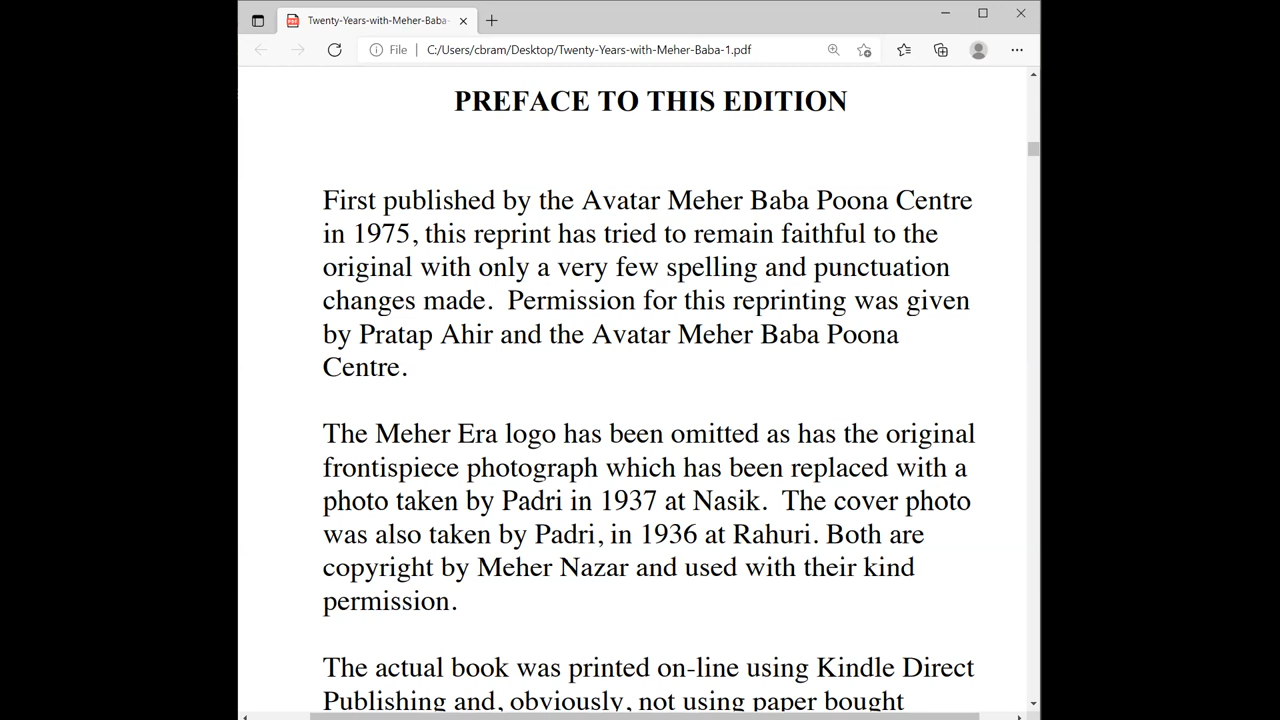 Twenty-Years-with-Meher-Baba-
File
C:/Users/cbram/Desktop/Twenty-Years-with-Meher-Baba-1.pdf
PREFACE TO THIS EDITION
First published by the Avatar Meher Baba Poona Centre
in 1975, this reprint has tried to remain faithful to the
original with only a very few spelling and punctuation
changes made.  Permission for this reprinting was given
by Pratap Ahir and the Avatar Meher Baba Poona
Centre.
The Meher Era logo has been omitted as has the original
frontispiece photograph which has been replaced with a
photo taken by Padri in 1937 at Nasik.  The cover photo
was also taken by Padri, in 1936 at Rahuri. Both are
copyright by Meher Nazar and used with their kind
permission.
The actual book was printed on-line using Kindle Direct
Publishing and, obviously, not using paper bought